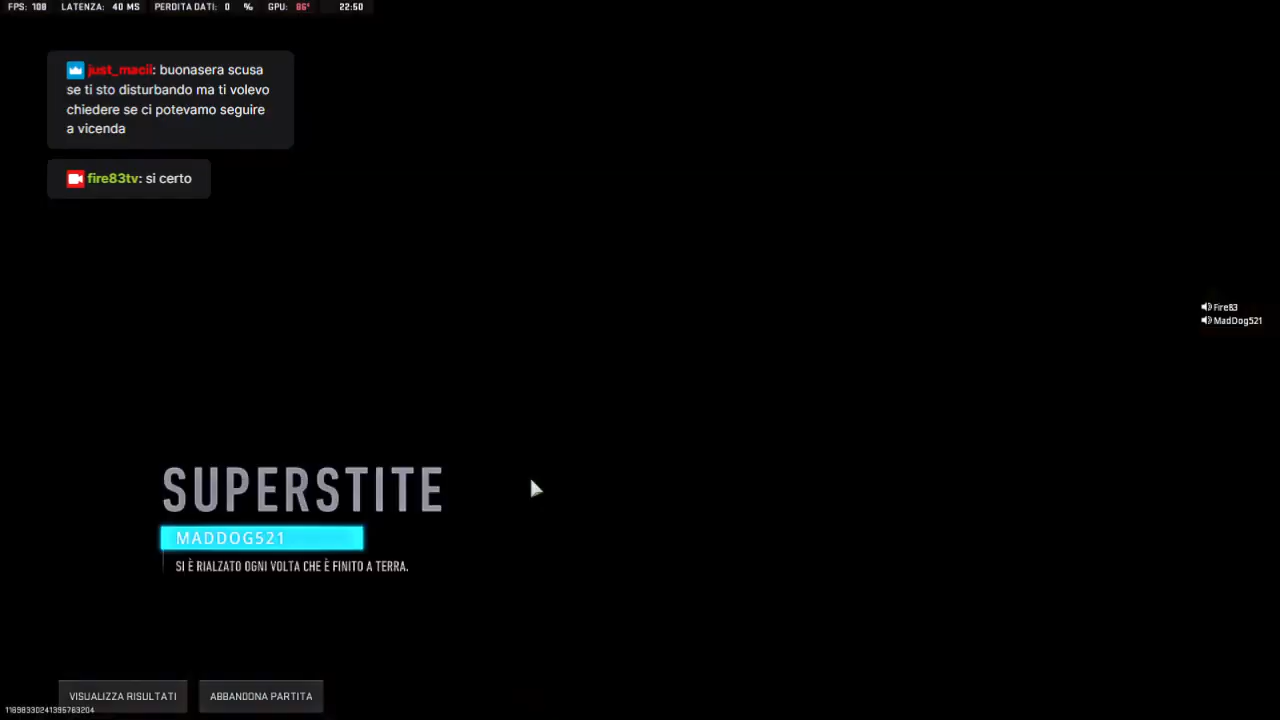 FPS: 108 LATENZA: 40 MS PERDITA DATI: 0 % GPU: 86° 22:50
just_macii: buonasera scusa
se ti sto disturbando ma ti volevo
chiedere se ci potevamo seguire
a vicenda
fire83tv: si certo
Fire83
MadDog521
SUPERSTITE
MADDOG521
SI È RIALZATO OGNI VOLTA CHE È FINITO A TERRA.
VISUALIZZA RISULTATI ABBANDONA PARTITA
11698330241395763204